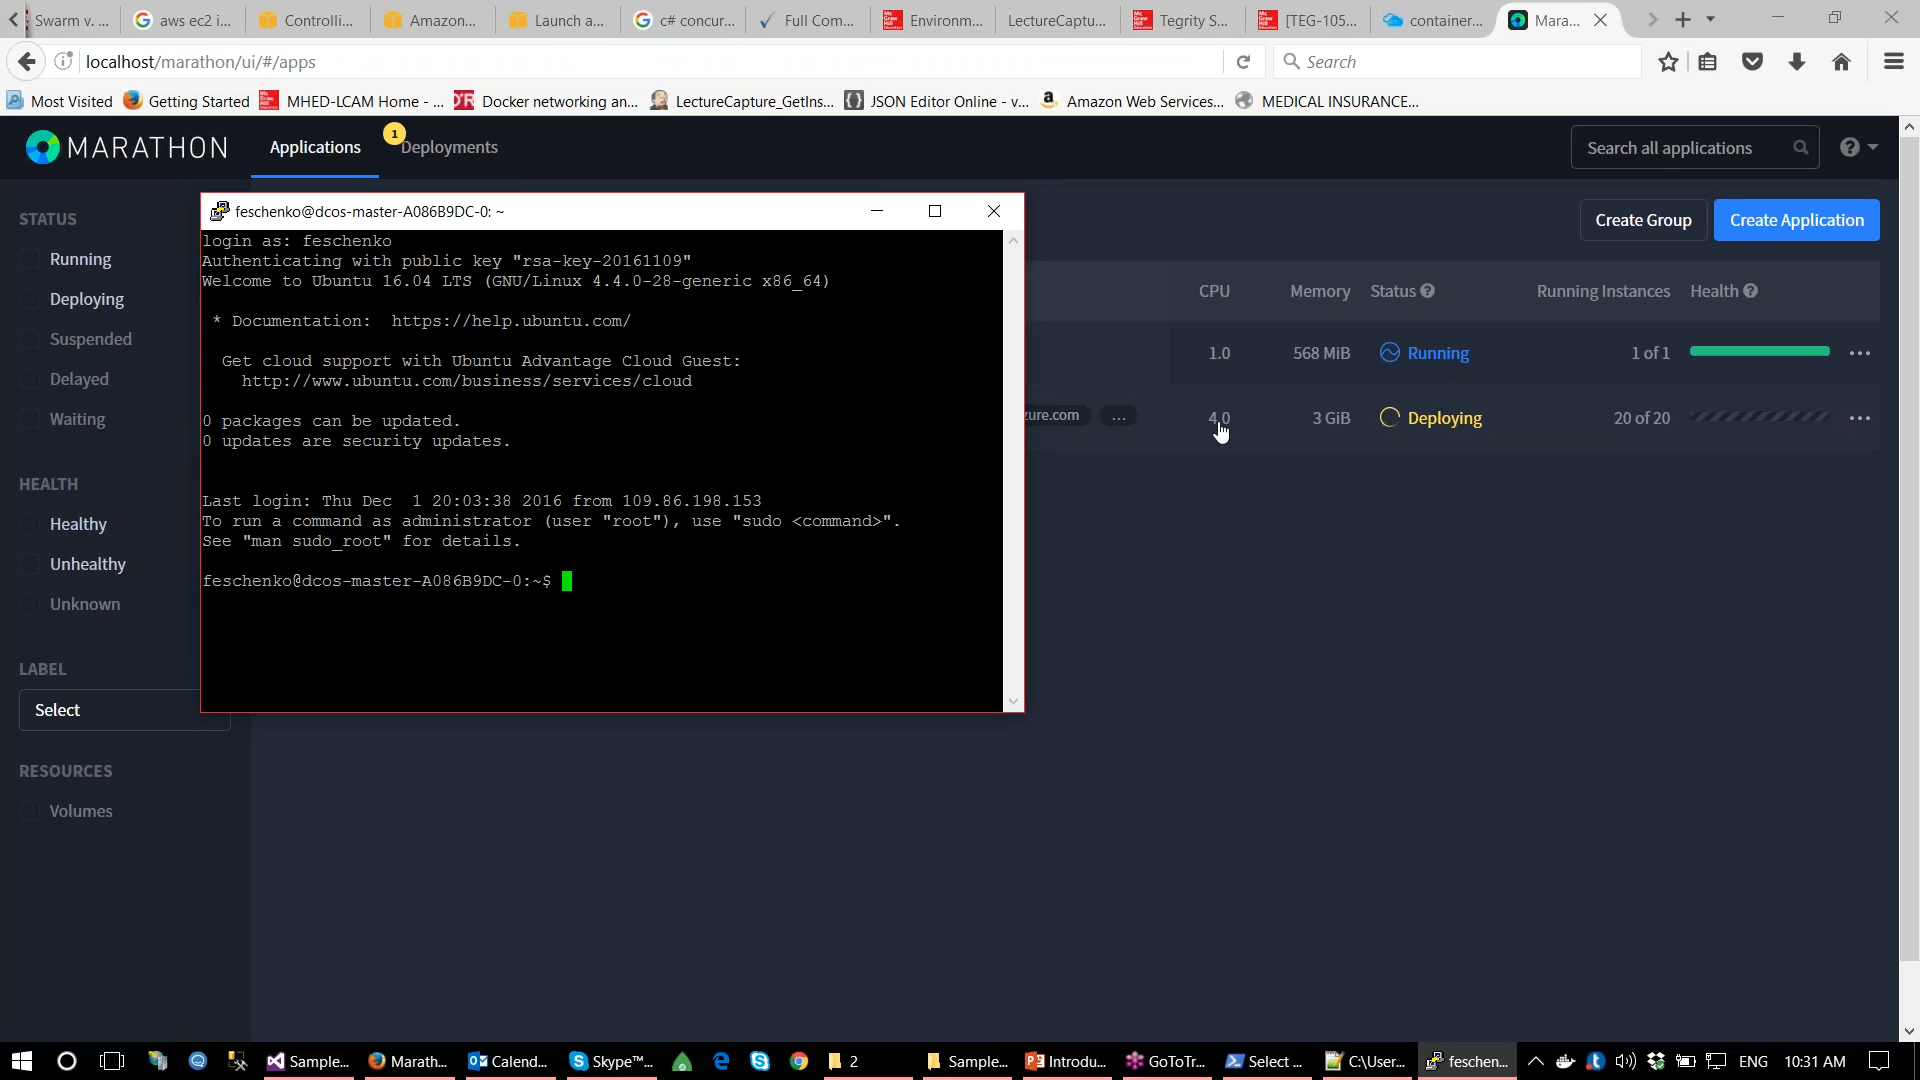 Swarm v. ...
aws ec2 i...
Controlli...
Amazon...
Launch a...
c# concur...
Full Com...
Environm...
LectureCaptu...
Tegrity S...
[TEG-105...
container...
Mara...
localhost/marathon/ui/#/apps
Search
Most Visited
Getting Started
MHED-LCAM Home - ...
Docker networking an...
LectureCapture_GetIns...
JSON Editor Online - v...
Amazon Web Services...
MEDICAL INSURANCE...
MARATHON
Applications
1
Deployments
Search all applications
STATUS
Running
Deploying
Suspended
Delayed
Waiting
HEALTH
Healthy
Unhealthy
Unknown
LABEL
Select
RESOURCES
Volumes
feschenko@dcos-master-A086B9DC-0: ~
login as: feschenko
Authenticating with public key "rsa-key-20161109"
Welcome to Ubuntu 16.04 LTS (GNU/Linux 4.4.0-28-generic x86_64)
* Documentation:  https://help.ubuntu.com/
Get cloud support with Ubuntu Advantage Cloud Guest:
http://www.ubuntu.com/business/services/cloud
0 packages can be updated.
0 updates are security updates.
Last login: Thu Dec  1 20:03:38 2016 from 109.86.198.153
To run a command as administrator (user "root"), use "sudo <command>".
See "man sudo_root" for details.
feschenko@dcos-master-A086B9DC-0:~$
Create Group
Create Application
CPU
Memory
Status
Running Instances
Health
1.0
568 MiB
Running
1 of 1
...
zure.com
...
4.0
3 GiB
Deploying
20 of 20
...
Sample...
Marath...
Calend...
Skype™...
2
Sample...
Introdu...
GoToTr...
Select ...
C:\User...
feschen...
ENG
10:31 AM